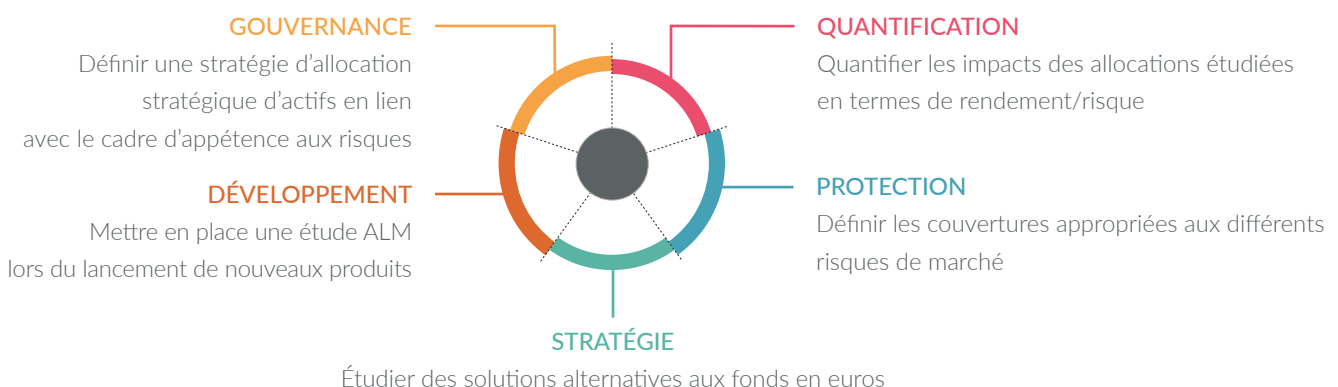 GOUVERNANCE
Définir une stratégie d'allocation
stratégique d'actifs en lien
avec le cadre d'appétence aux risques
DÉVELOPPEMENT
Mettre en place une étude ALM
lors du lancement de nouveaux produits
QUANTIFICATION
Quantifier les impacts des allocations étudiées
en termes de rendement/risque
PROTECTION
Définir les couvertures appropriées aux différents
risques de marché
STRATÉGIE
Étudier des solutions alternatives aux fonds en euros